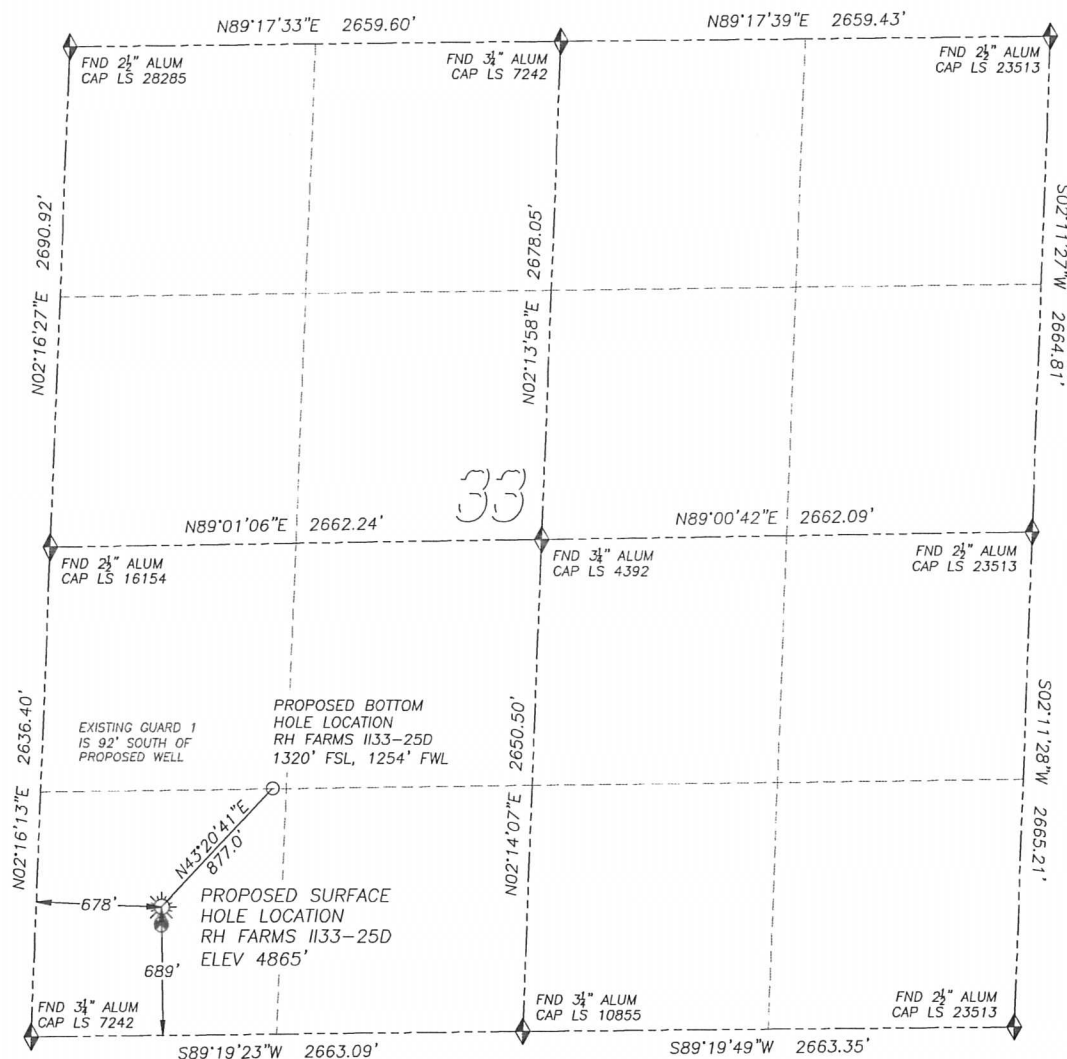 N89°17'33"E 2659.60'
N89°17'39"E 2659.43'
FND 2½" ALUM
CAP LS 28285
FND 3¼" ALUM
CAP LS 7242
FND 2½" ALUM
CAP LS 23513
N02°16'27"E 2690.92'
N02°13'58"E 2678.05'
S02°11'27"W 2664.81'
33
N89°01'06"E 2662.24'
N89°00'42"E 2662.09'
FND 2½" ALUM
CAP LS 16154
FND 3¼" ALUM
CAP LS 4392
FND 2½" ALUM
CAP LS 23513
N02°16'13"E 2636.40'
EXISTING GUARD 1
IS 92' SOUTH OF
PROPOSED WELL
PROPOSED BOTTOM
HOLE LOCATION
RH FARMS II33-25D
1320' FSL, 1254' FWL
N02°14'07"E 2650.50'
S02°11'28"W 2665.21'
N43°20'41"E
877.0'
678'
PROPOSED SURFACE
HOLE LOCATION
RH FARMS II33-25D
ELEV 4865'
689'
FND 3¼" ALUM
CAP LS 7242
FND 3¼" ALUM
CAP LS 10855
FND 2½" ALUM
CAP LS 23513
S89°19'23"W 2663.09'
S89°19'49"W 2663.35'